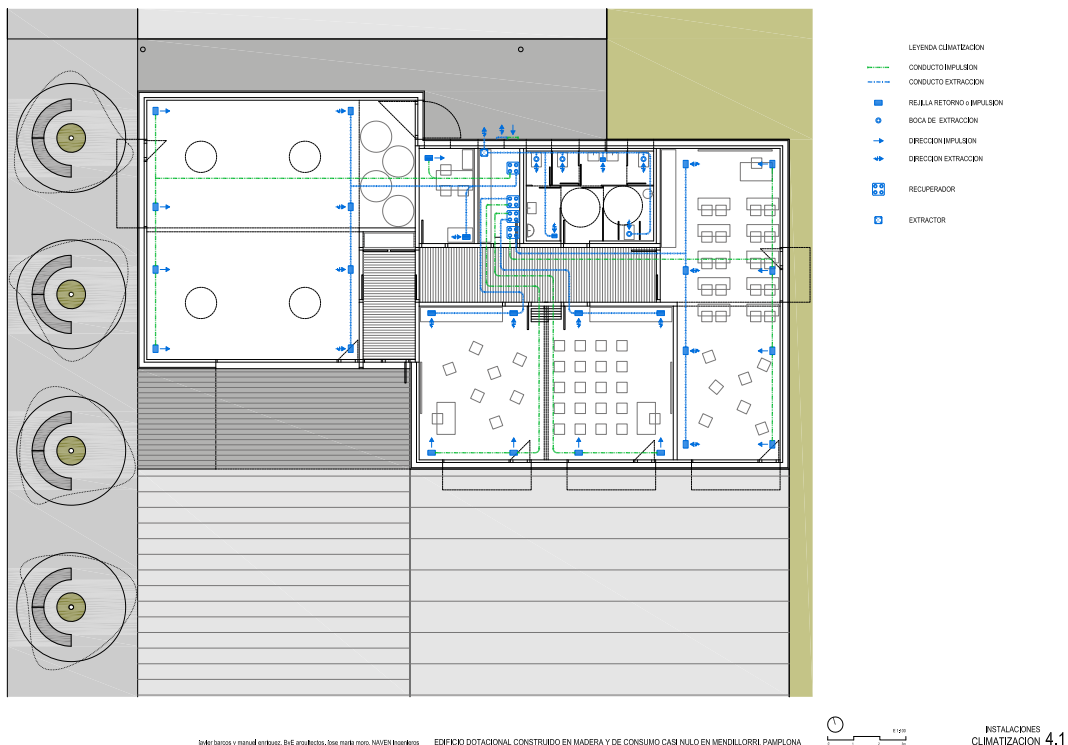 LEYENDA CLIMATIZACION
CONDUCTO IMPULSION
CONDUCTO EXTRACCION
REJILLA RETORNO o IMPULSION
BOCA DE EXTRACCION
DIRECCION IMPULSION
DIRECCION EXTRACCION
RECUPERADOR
EXTRACTOR
javier barcos y manuel enríquez, ByE arquitectos. jose maria moro, NAVEN Ingenieros
EDIFICIO DOTACIONAL CONSTRUIDO EN MADERA Y DE CONSUMO CASI NULO EN MENDILLORRI. PAMPLONA
INSTALACIONES
CLIMATIZACION 4.1